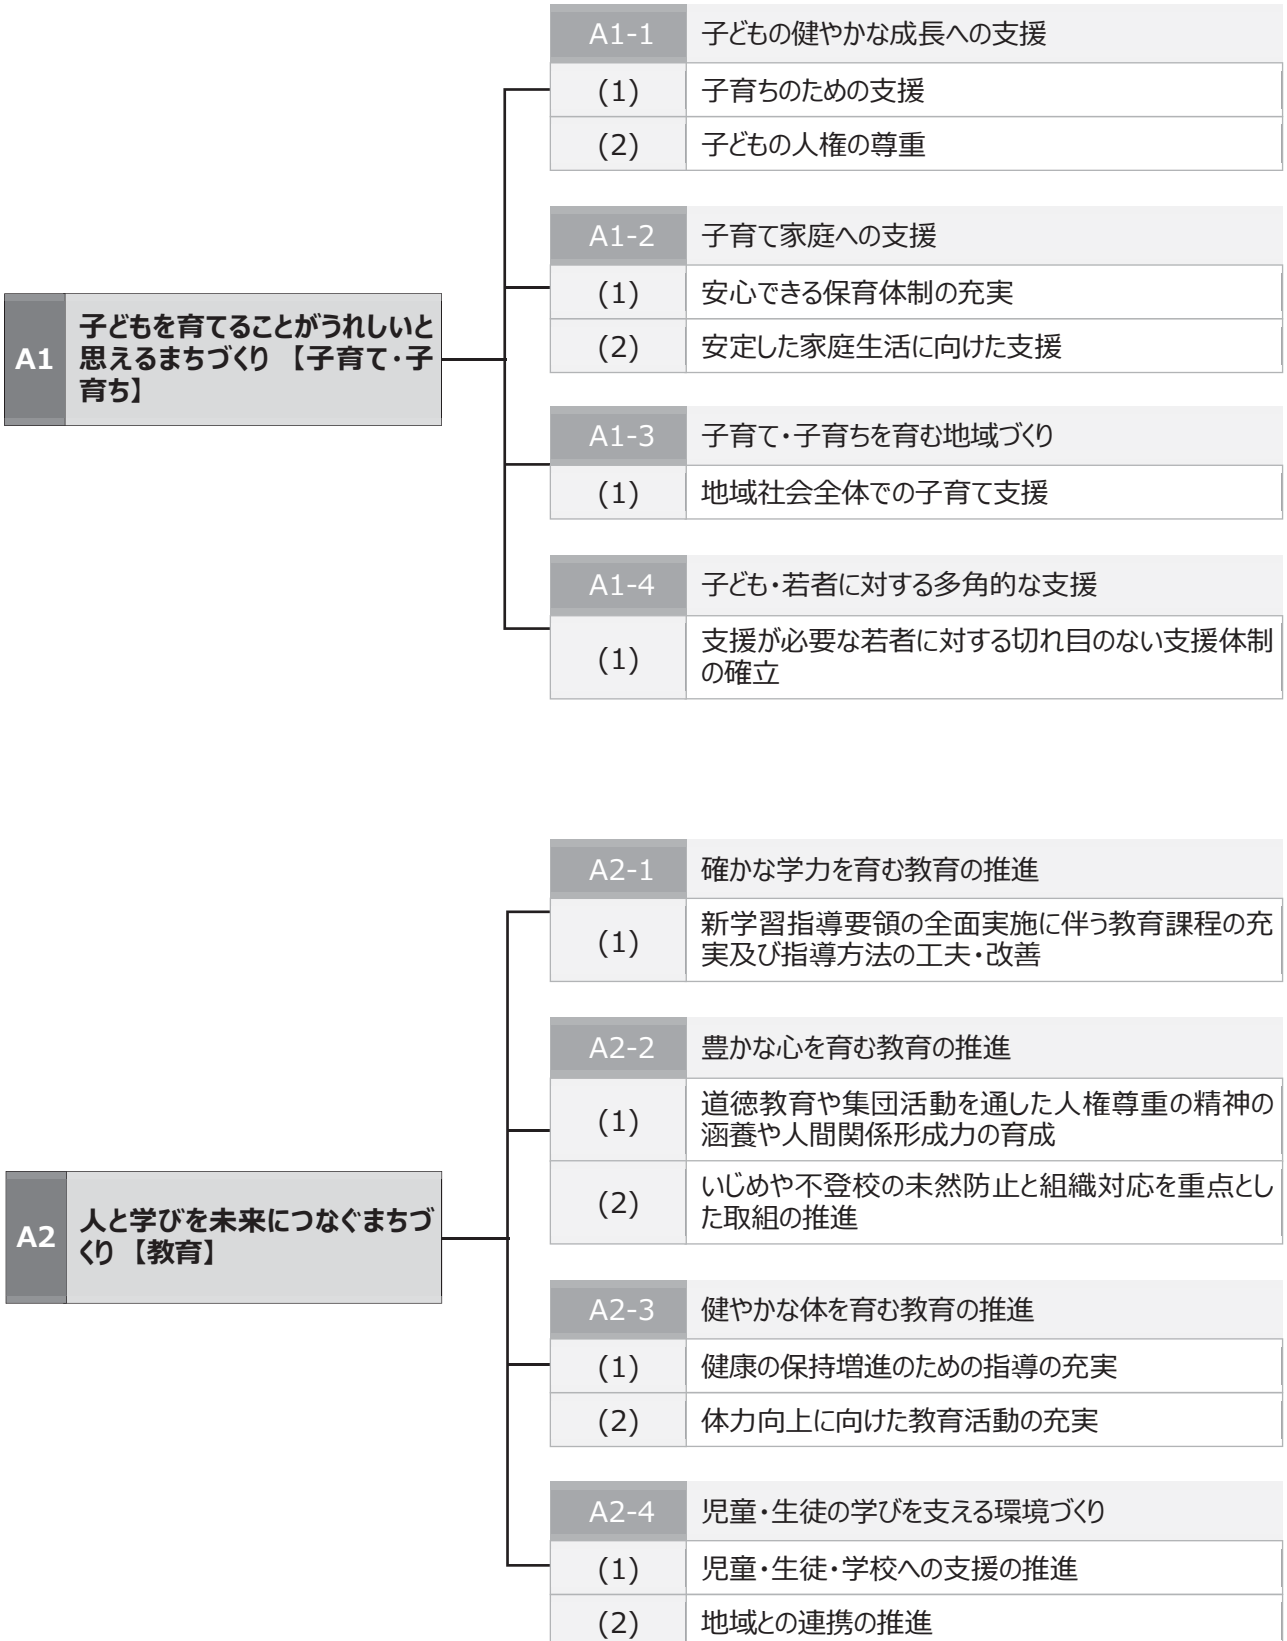 A1-1 子どもの健やかな成長への支援
(1) 子育ちのための支援
(2) 子どもの人権の尊重
A1-2 子育て家庭への支援
(1) 安心できる保育体制の充実
(2) 安定した家庭生活に向けた支援
A1 子どもを育てることがうれしいと
思えるまちづくり 【子育て・子
育ち】
A1-3 子育て・子育ちを育む地域づくり
(1) 地域社会全体での子育て支援
A1-4 子ども・若者に対する多角的な支援
(1) 支援が必要な若者に対する切れ目のない支援体制
の確立
A2-1 確かな学力を育む教育の推進
(1) 新学習指導要領の全面実施に伴う教育課程の充
実及び指導方法の工夫・改善
A2-2 豊かな心を育む教育の推進
(1) 道徳教育や集団活動を通した人権尊重の精神の
涵養や人間関係形成力の育成
(2) いじめや不登校の未然防止と組織対応を重点とし
た取組の推進
A2 人と学びを未来につなぐまちづ
くり 【教育】
A2-3 健やかな体を育む教育の推進
(1) 健康の保持増進のための指導の充実
(2) 体力向上に向けた教育活動の充実
A2-4 児童・生徒の学びを支える環境づくり
(1) 児童・生徒・学校への支援の推進
(2) 地域との連携の推進